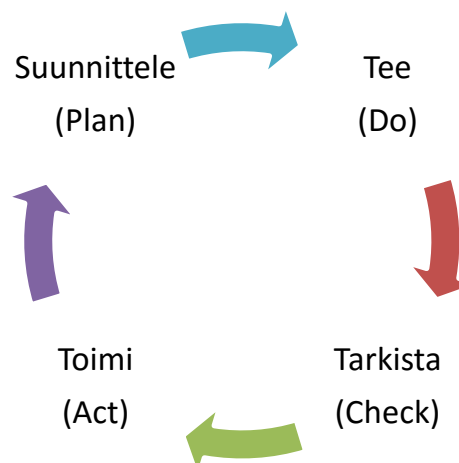 Suunnittele
(Plan)
Tee
(Do)
Tarkista
(Check)
Toimi
(Act)